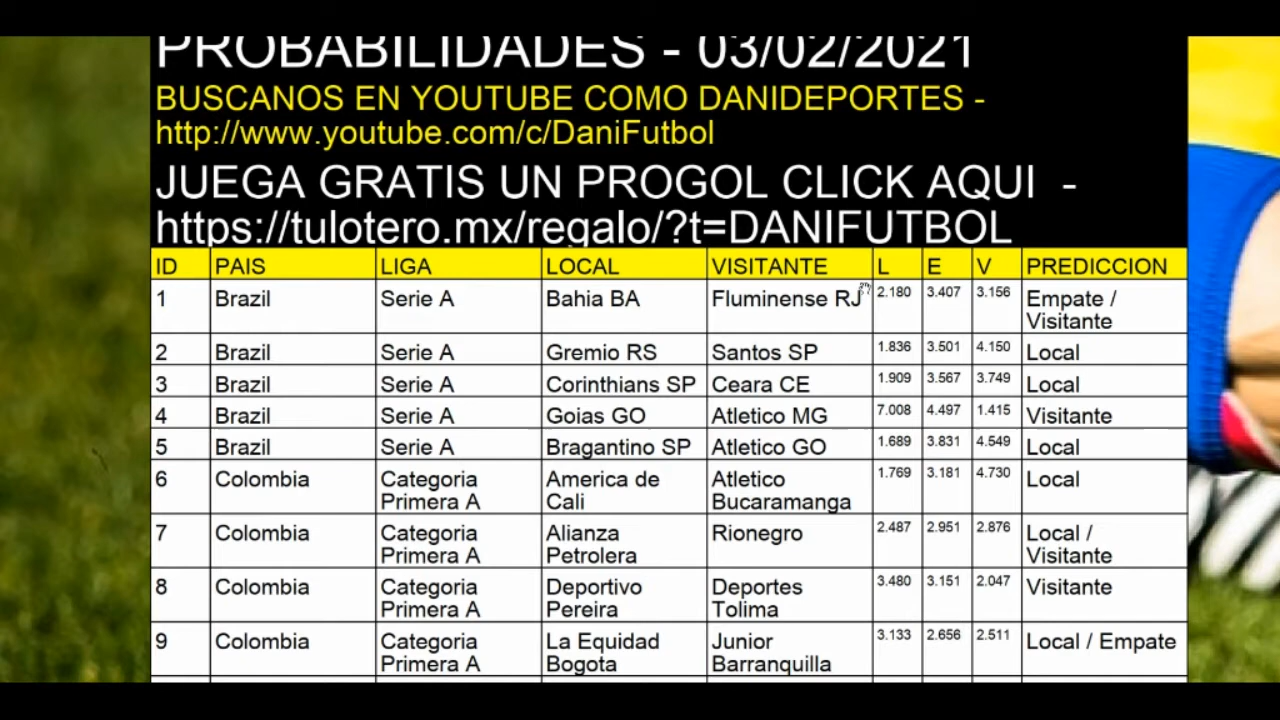 PROBABILIDADES - 03/02/2021
BUSCANOS EN YOUTUBE COMO DANIDEPORTES -
http://www.youtube.com/c/DaniFutbol
JUEGA GRATIS UN PROGOL CLICK AQUI -
https://tulotero.mx/regalo/?t=DANIFUTBOL
ID PAIS LIGA LOCAL VISITANTE L E V PREDICCION
1 Brazil Serie A Bahia BA Fluminense RJ 2.180 3.407 3.156 Empate /
Visitante
2 Brazil Serie A Gremio RS Santos SP 1.836 3.501 4.150 Local
3 Brazil Serie A Corinthians SP Ceara CE 1.909 3.567 3.749 Local
4 Brazil Serie A Goias GO Atletico MG 7.008 4.497 1.415 Visitante
5 Brazil Serie A Bragantino SP Atletico GO 1.689 3.831 4.549 Local
6 Colombia Categoria America de Atletico 1.769 3.181 4.730 Local
Primera A Cali Bucaramanga
7 Colombia Categoria Alianza Rionegro 2.487 2.951 2.876 Local /
Primera A Petrolera Visitante
8 Colombia Categoria Deportivo Deportes 3.480 3.151 2.047 Visitante
Primera A Pereira Tolima
9 Colombia Categoria La Equidad Junior 3.133 2.656 2.511 Local / Empate
Primera A Bogota Barranquilla